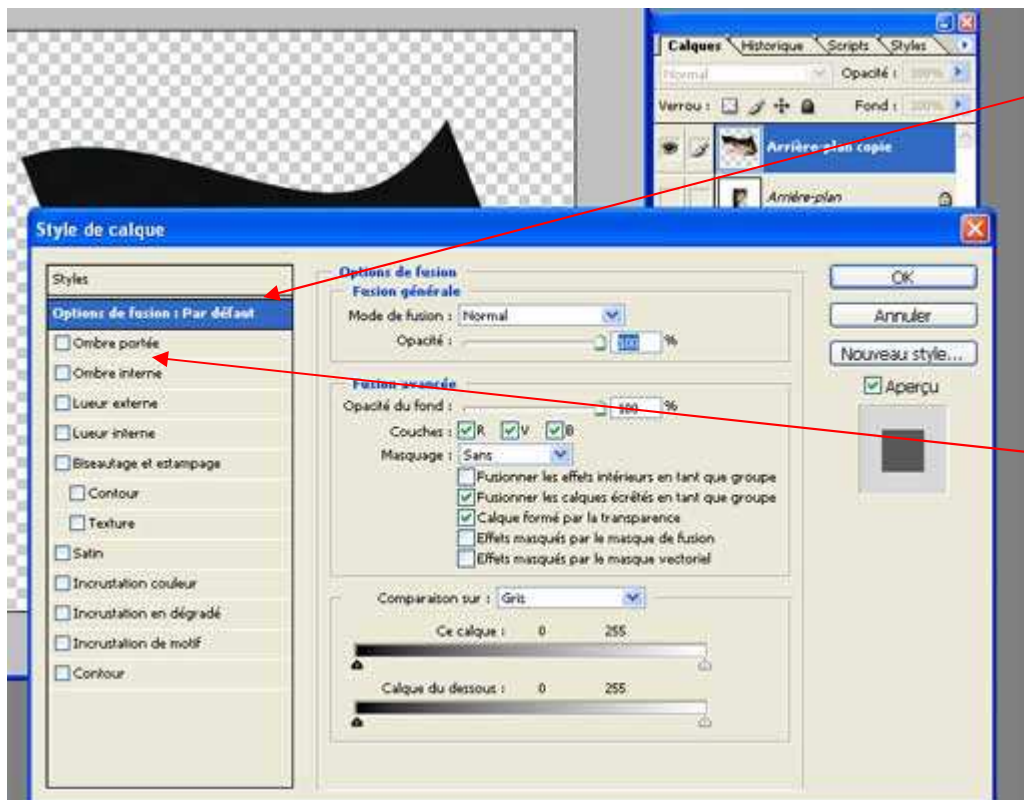 Calques Historique Scripts Styles
Normal Opacité : 100%
Verrou : Fond : 100%
Arrière-plan copie
Arrière-plan
Style de calque
Styles
Options de fusion : Par défaut
Ombre portée
Ombre interne
Lueur externe
Lueur interne
Biseautage et estampage
Contour
Texture
Satin
Incrustation couleur
Incrustation en dégradé
Incrustation de motif
Contour
Options de fusion
Fusion générale
Mode de fusion : Normal
Opacité : 100 %
Fusion avancée
Opacité du fond : 100 %
Couches : R V B
Masquage : Sans
Fusionner les effets intérieurs en tant que groupe
Fusionner les calques écrêtés en tant que groupe
Calque formé par la transparence
Effets masqués par le masque de fusion
Effets masqués par le masque vectoriel
Comparaison sur : Gris
Ce calque : 0 255
Calque du dessous : 0 255
OK
Annuler
Nouveau style...
Aperçu